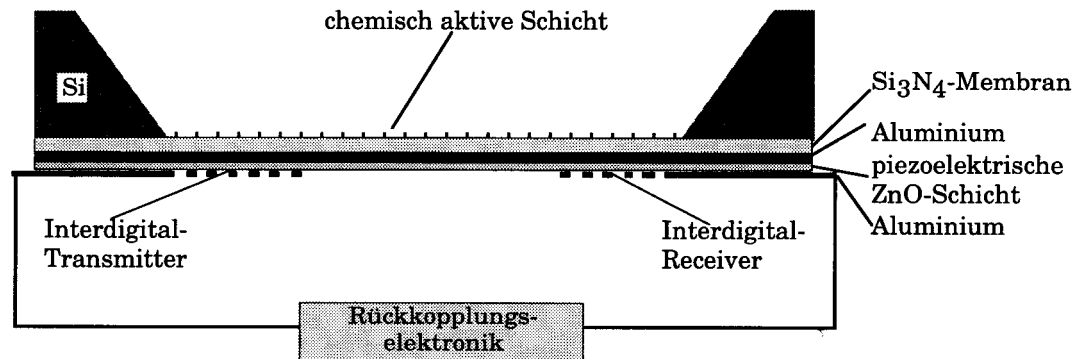 chemisch aktive Schicht
Si
Si3N4-Membran
Aluminium
piezoelektrische
ZnO-Schicht
Aluminium
Interdigital-
Transmitter
Interdigital-
Receiver
Rückkopplungs-
elektronik